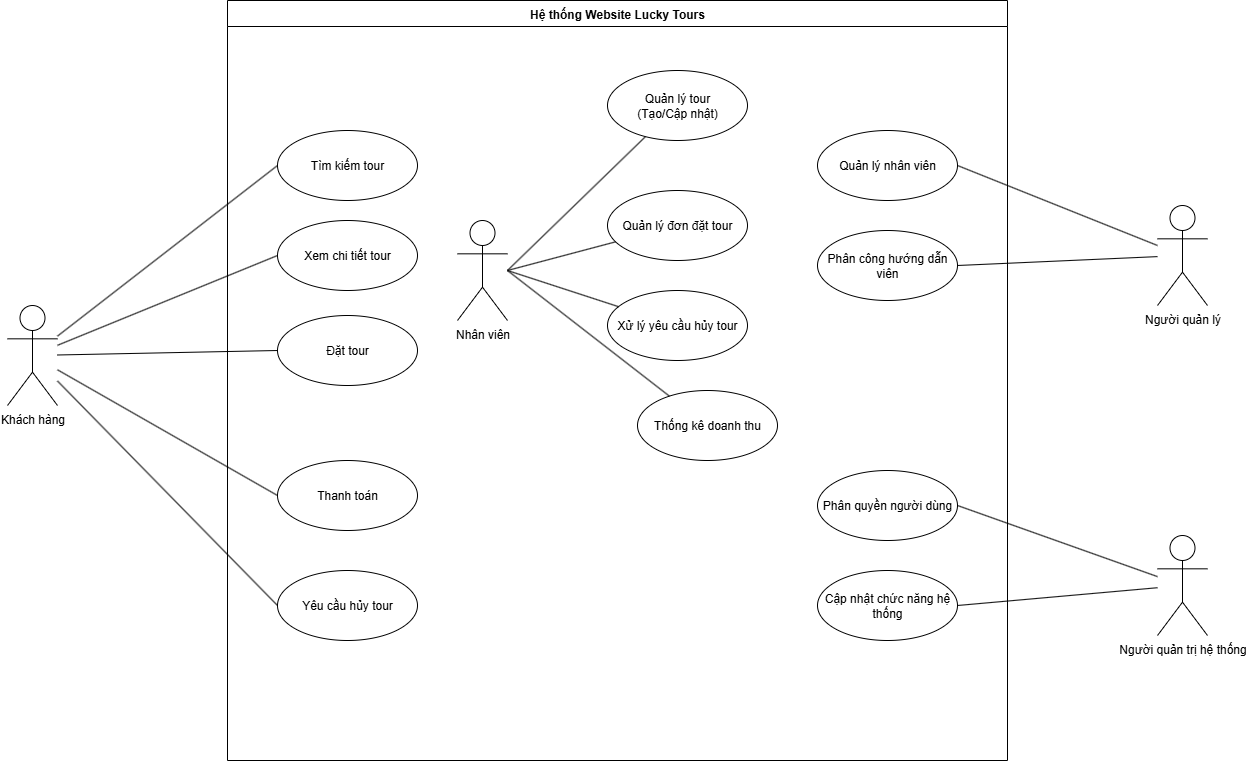 Hệ thống Website Lucky Tours
Tìm kiếm tour
Xem chi tiết tour
Đặt tour
Thanh toán
Yêu cầu hủy tour
Khách hàng
Quản lý tour
(Tạo/Cập nhật)
Quản lý đơn đặt tour
Xử lý yêu cầu hủy tour
Thống kê doanh thu
Nhân viên
Quản lý nhân viên
Phân công hướng dẫn
viên
Người quản lý
Phân quyền người dùng
Cập nhật chức năng hệ
thống
Người quản trị hệ thống